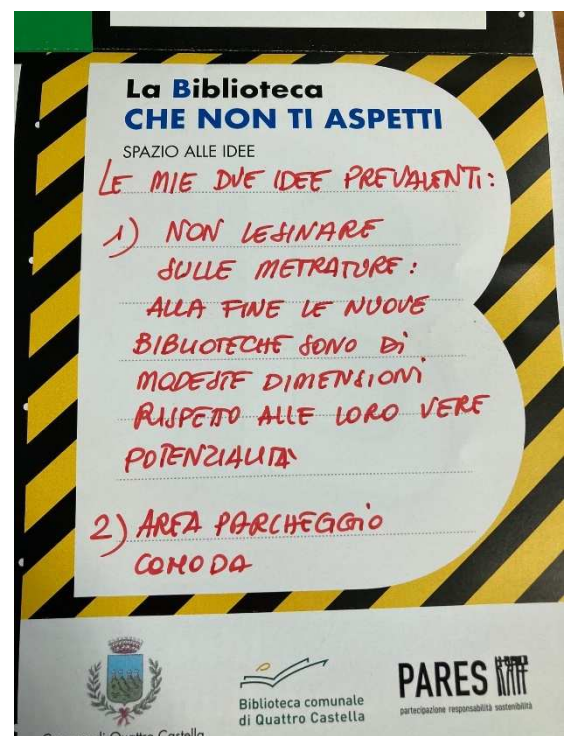 La Biblioteca
CHE NON TI ASPETTI
SPAZIO ALLE IDEE
LE MIE DUE IDEE PREVALENTI:
1) NON LESINARE
SULLE METRATURE:
ALLA FINE LE NUOVE
BIBLIOTECHE SONO DI
MODESTE DIMENSIONI
RISPETTO ALLE LORO VERE
POTENZIALITÀ
2) AREA PARCHEGGIO
COMODA
Biblioteca comunale
di Quattro Castella
PARES
partecipazione responsabilità sostenibilità
Quattro Castella